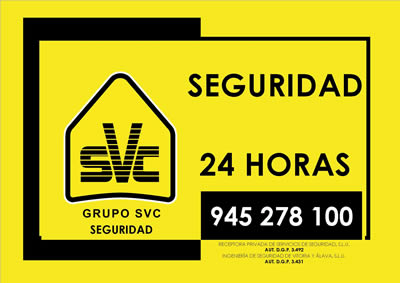 SEGURIDAD
24 HORAS
945 278 100
SVC
GRUPO SVC
SEGURIDAD
RECEPTORA PRIVADA DE SERVICIOS DE SEGURIDAD, S.L.U.
AUT. D.G.P. 3.492
INGENIERÍA DE SEGURIDAD DE VITORIA Y ÁLAVA, S.L.U.
AUT. D.G.P. 3.431